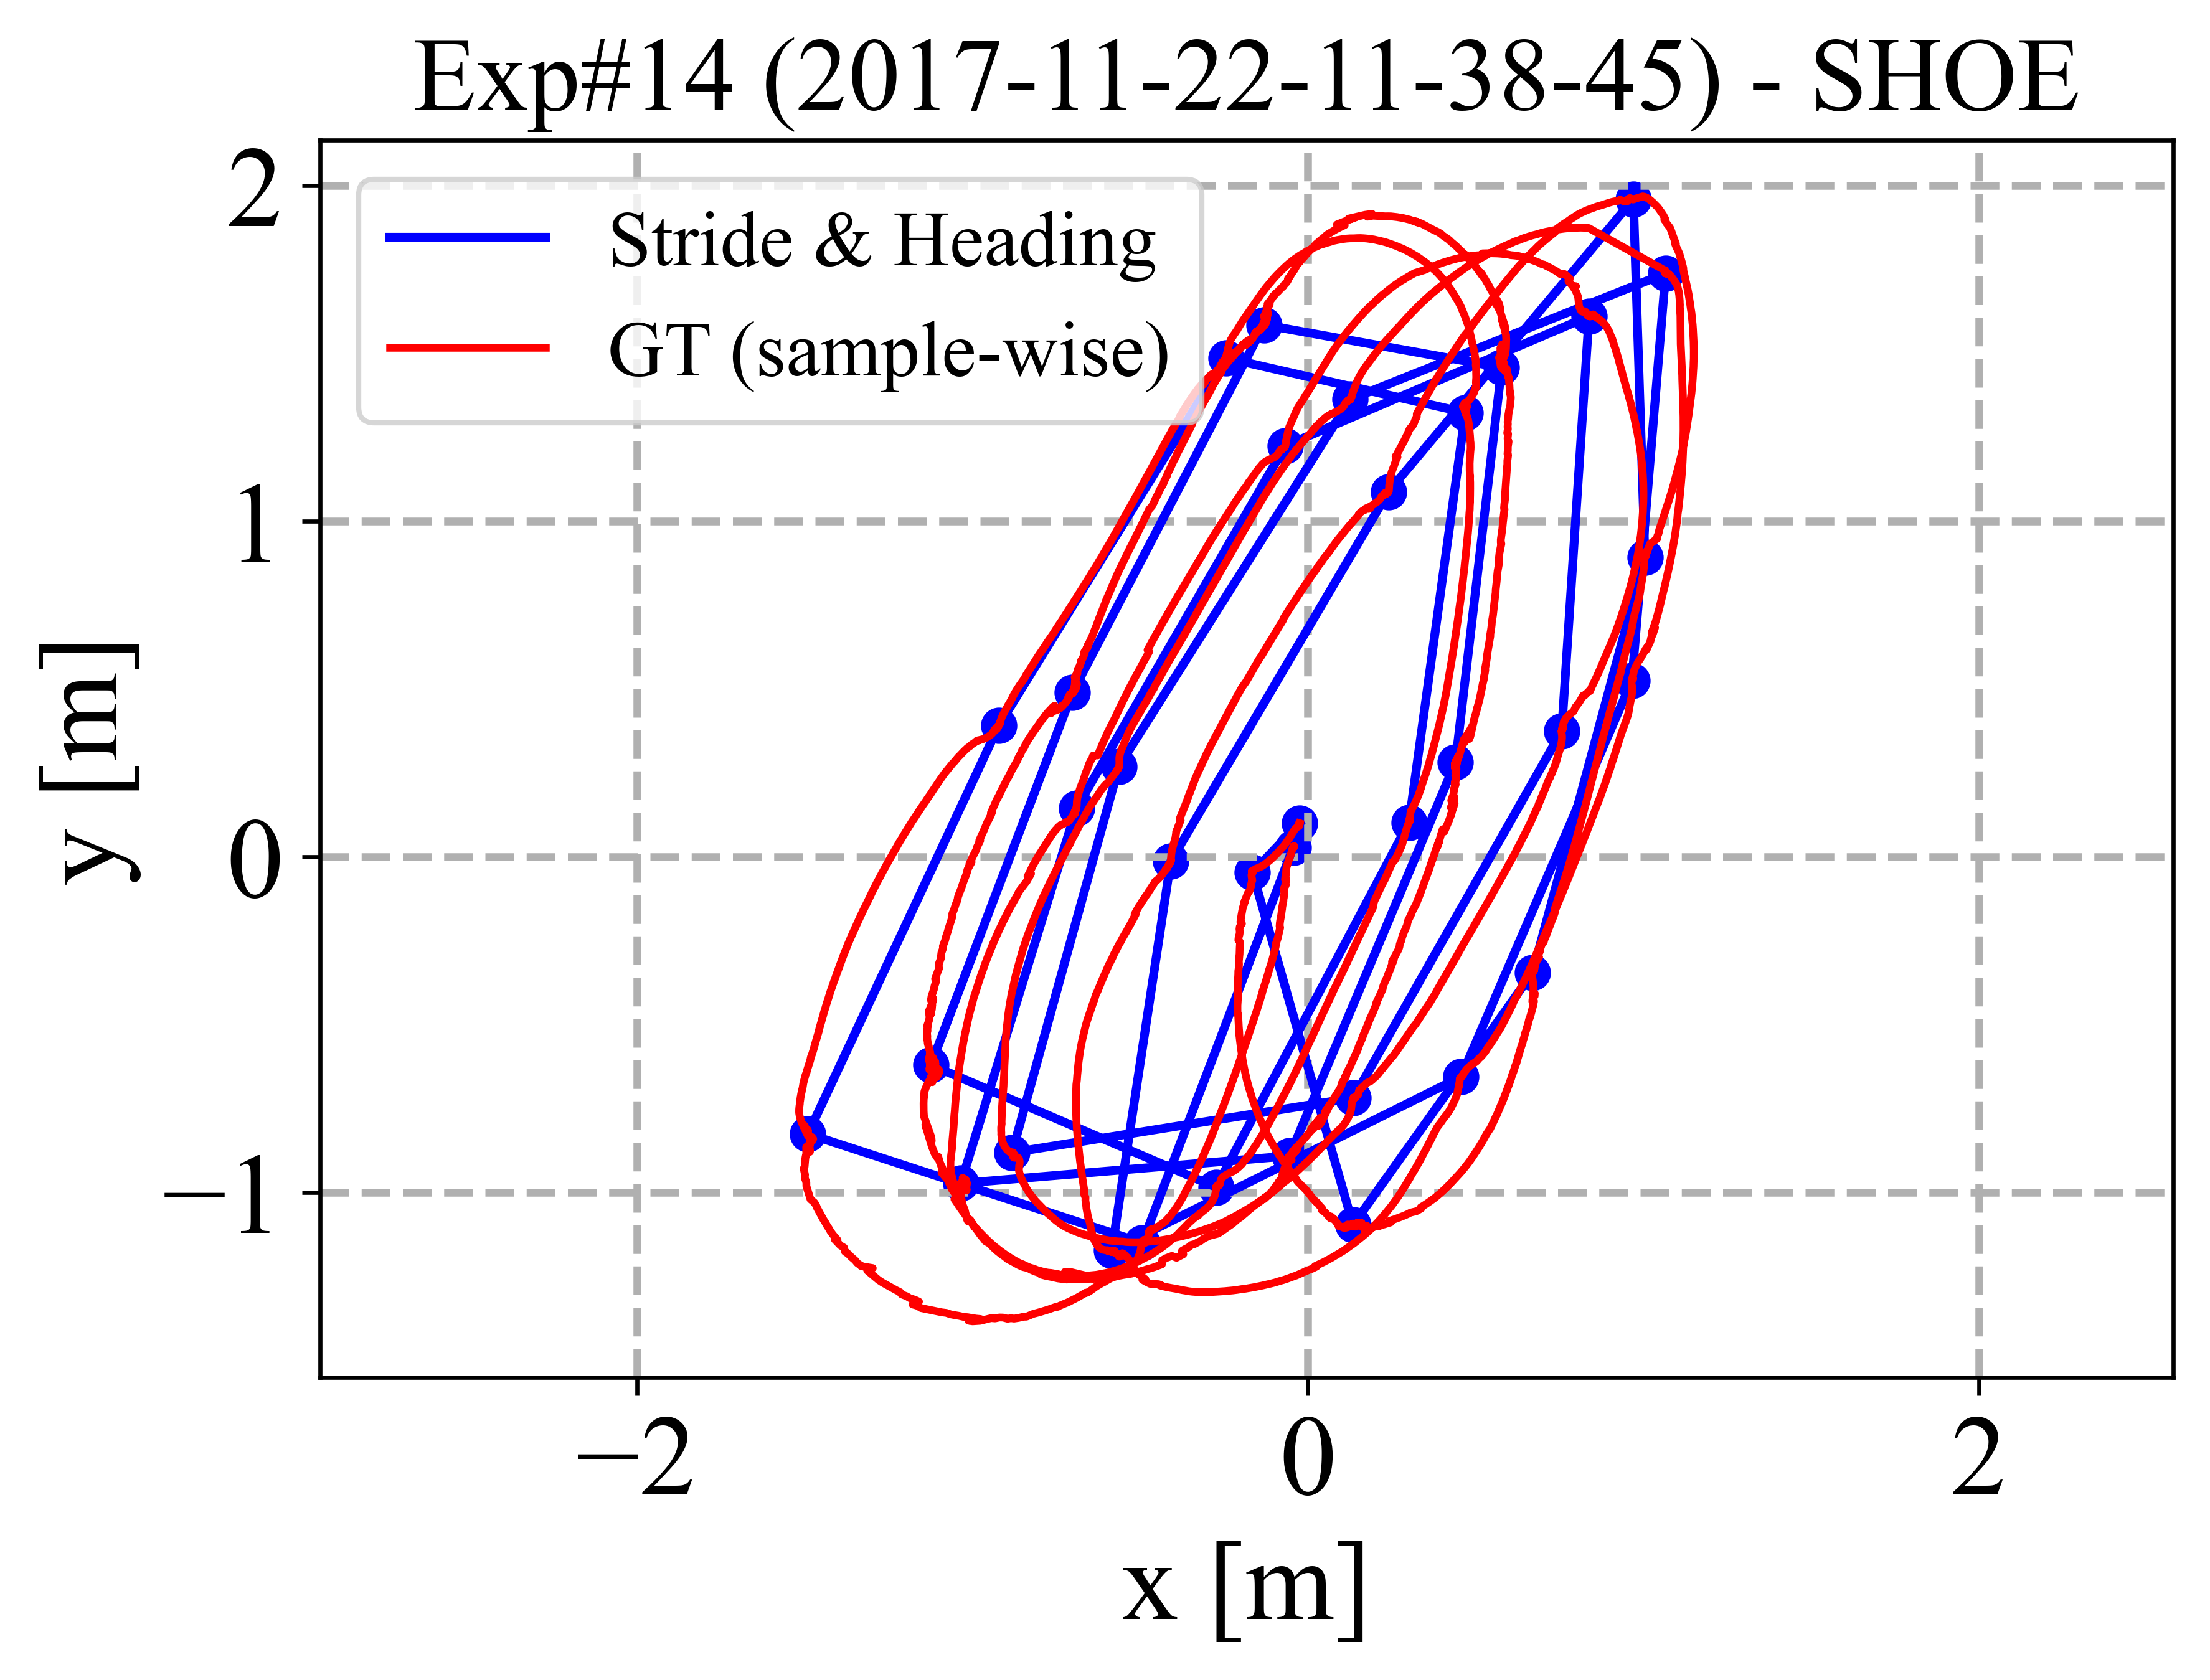 Exp#14 (2017-11-22-11-38-45) - SHOE
Stride & Heading
GT (sample-wise)
2
1
0
−1
y [m]
−2
0
2
x [m]